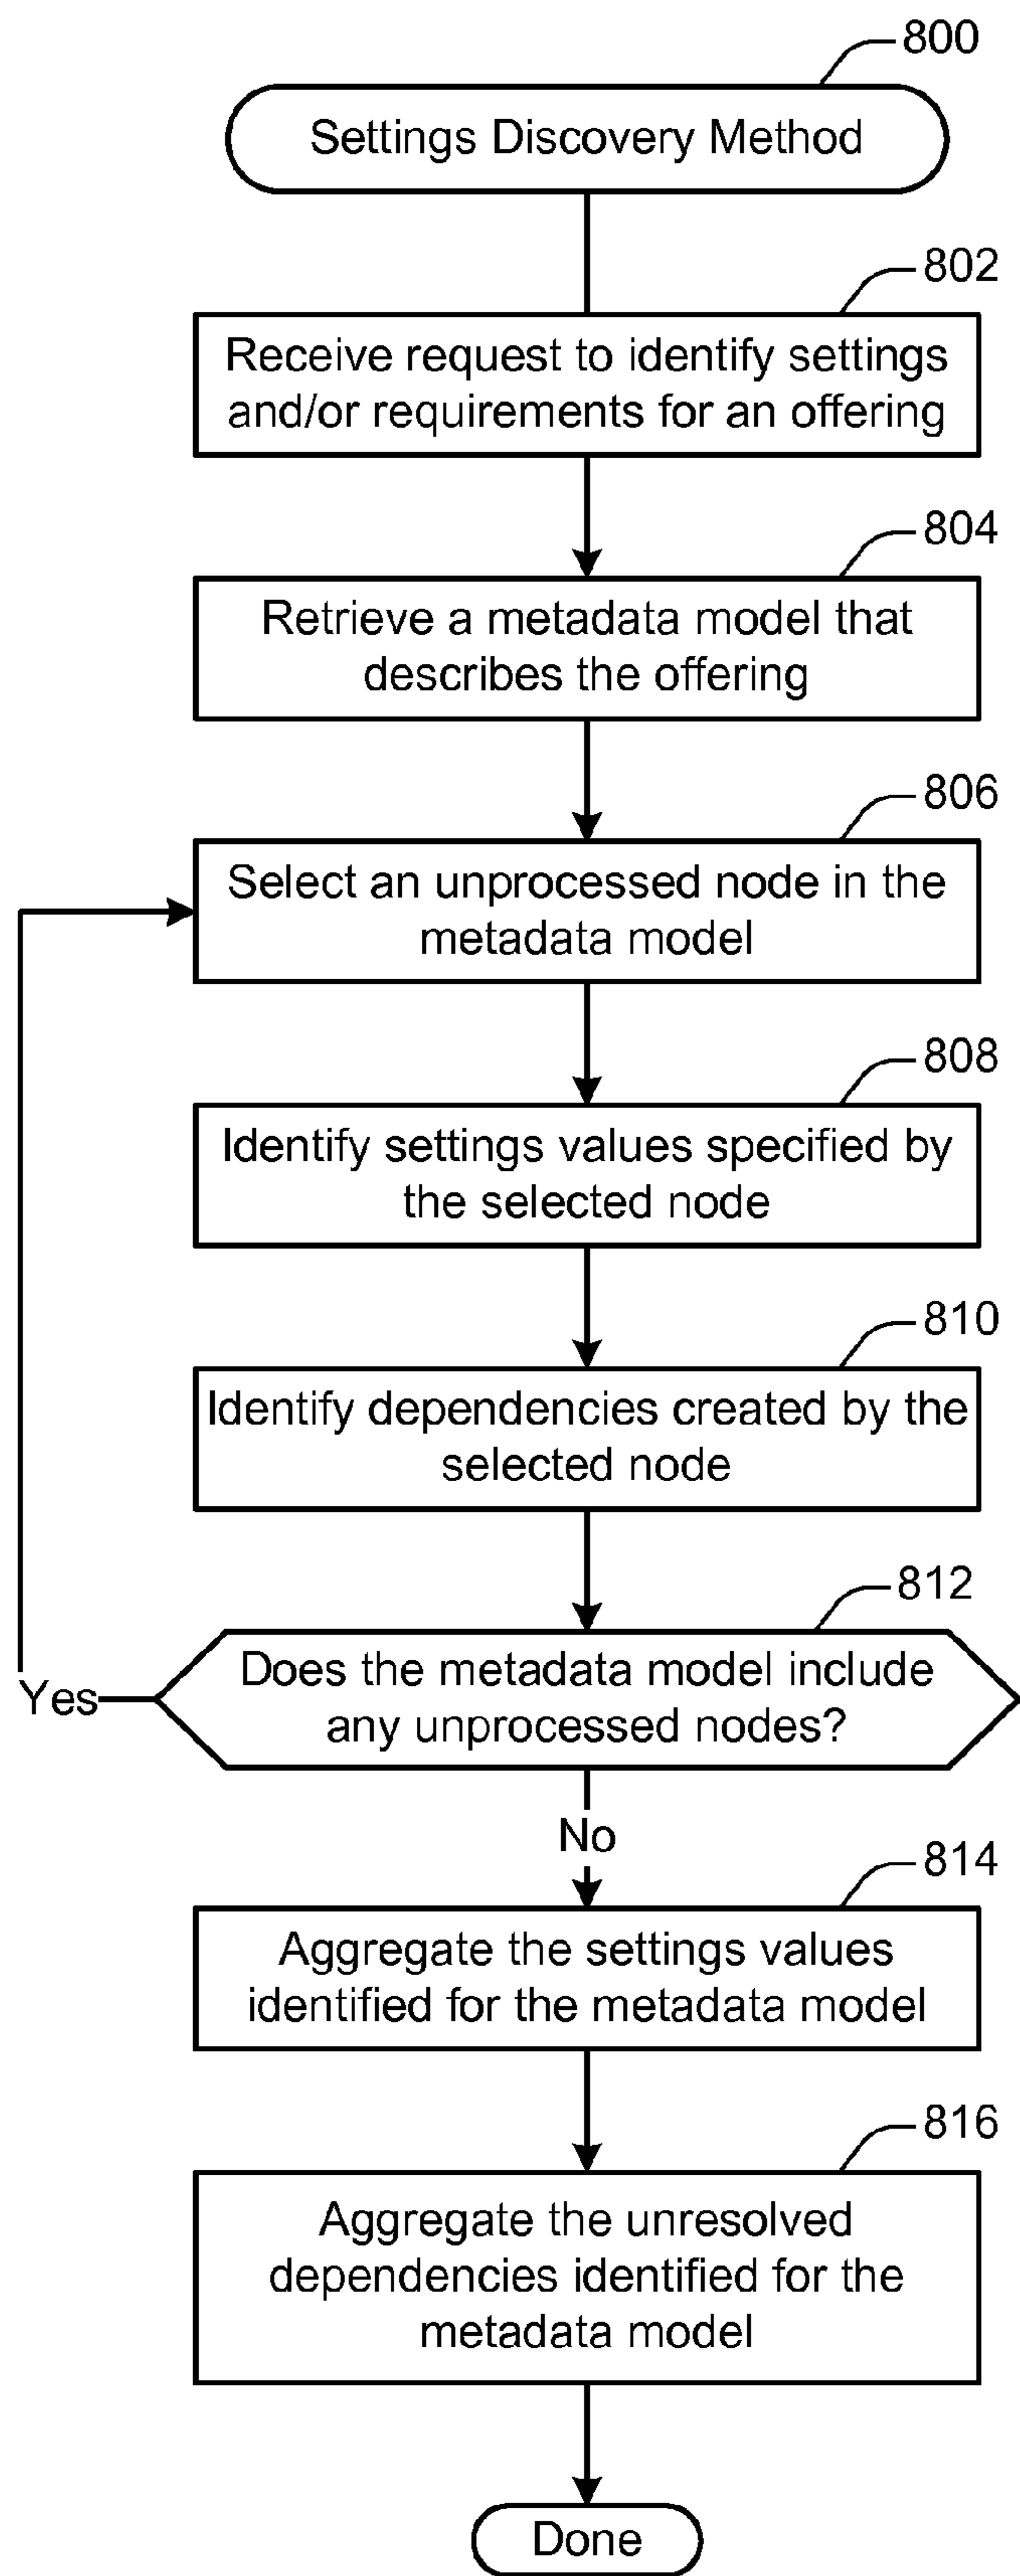 800
Settings Discovery Method
802
Receive request to identify settings
and/or requirements for an offering
804
Retrieve a metadata model that
describes the offering
806
Select an unprocessed node in the
metadata model
808
Identify settings values specified by
the selected node
810
Identify dependencies created by the
selected node
812
Does the metadata model include
any unprocessed nodes?
Yes
No
814
Aggregate the settings values
identified for the metadata model
816
Aggregate the unresolved
dependencies identified for the
metadata model
Done